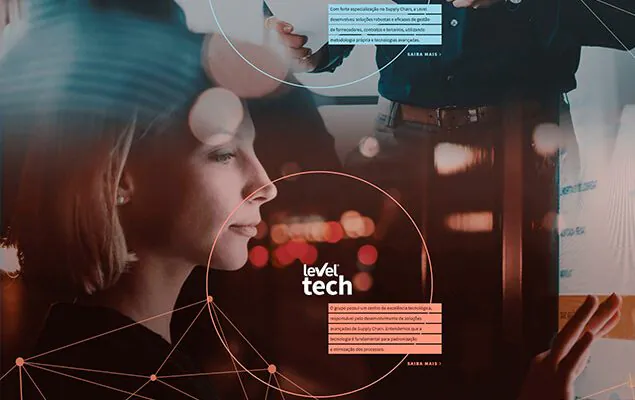 Com forte especialização no Supply Chain, a Level
desenvolveu soluções robustas e eficazes de gestão
de fornecedores, contratos e terceiros, utilizando
metodologia própria e tecnologias avançadas.
SAIBA MAIS >
level
tech
O grupo possui um centro de excelência tecnológica,
responsável pelo desenvolvimento de soluções
avançadas de Supply Chain. Entendemos que a
tecnologia é fundamental para padronização
e otimização dos processos.
SAIBA MAIS >